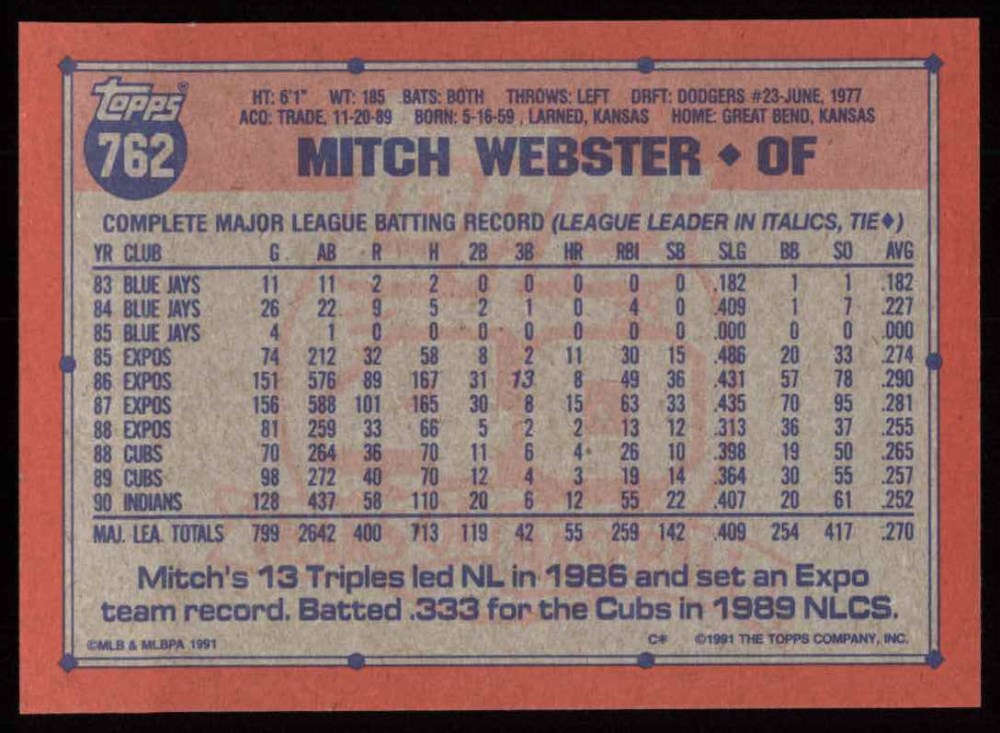 Topps®
762
HT: 6'1" WT: 185 BATS: BOTH THROWS: LEFT DRFT: DODGERS #23-JUNE, 1977
ACQ: TRADE, 11-20-89 BORN: 5-16-59, LARNED, KANSAS HOME: GREAT BEND, KANSAS
MITCH WEBSTER ♦ OF
COMPLETE MAJOR LEAGUE BATTING RECORD (LEAGUE LEADER IN ITALICS, TIE♦)
YR CLUB G AB R H 2B 3B HR RBI SB SLG BB SO AVG
83 BLUE JAYS 11 11 2 2 0 0 0 0 0 .182 1 1 .182
84 BLUE JAYS 26 22 9 5 2 1 0 4 0 .409 1 7 .227
85 BLUE JAYS 4 1 0 0 0 0 0 0 0 .000 0 0 .000
85 EXPOS 74 212 32 58 8 2 11 30 15 .486 20 33 .274
86 EXPOS 151 576 89 167 31 13 8 49 36 .431 57 78 .290
87 EXPOS 156 588 101 165 30 8 15 63 33 .435 70 95 .281
88 EXPOS 81 259 33 66 5 2 2 13 12 .313 36 37 .255
88 CUBS 70 264 36 70 11 6 4 26 10 .398 19 50 .265
89 CUBS 98 272 40 70 12 4 3 19 14 .364 30 55 .257
90 INDIANS 128 437 58 110 20 6 12 55 22 .407 20 61 .252
MAJ. LEA. TOTALS 799 2642 400 713 119 42 55 259 142 .409 254 417 .270
Mitch's 13 Triples led NL in 1986 and set an Expo
team record. Batted .333 for the Cubs in 1989 NLCS.
©MLB & MLBPA 1991 C* ©1991 THE TOPPS COMPANY, INC.